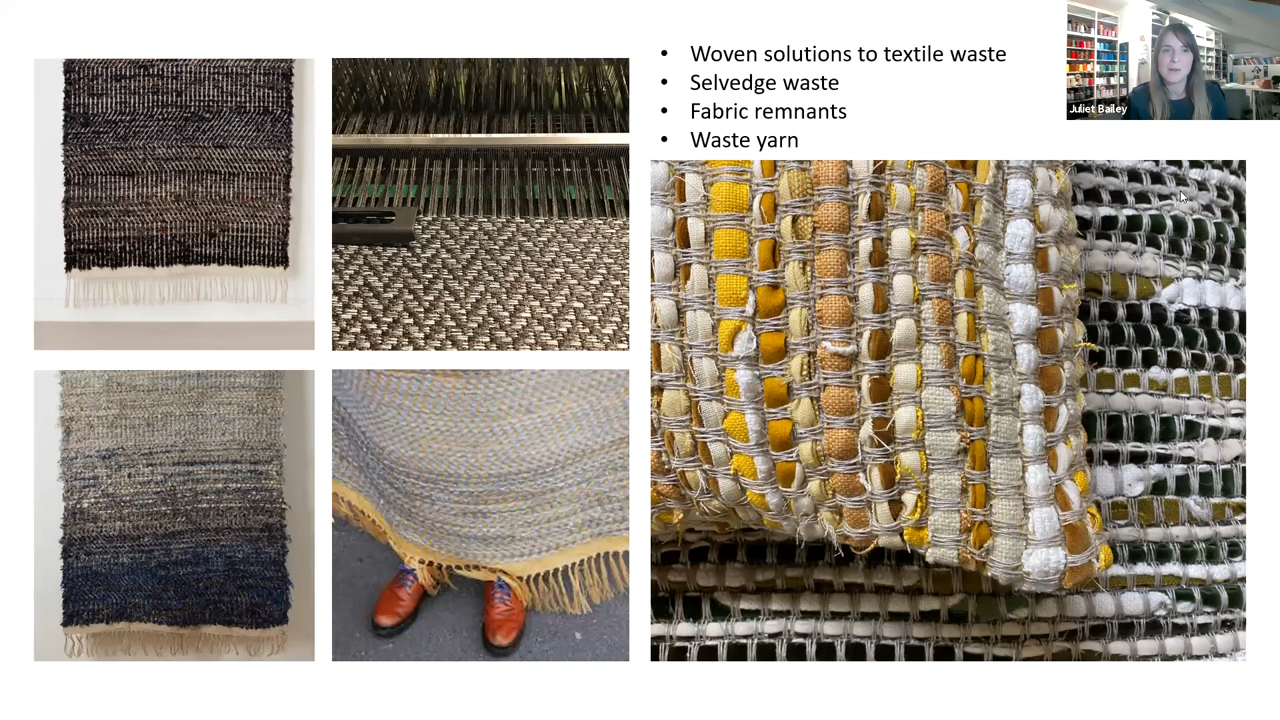 • Woven solutions to textile waste
• Selvedge waste
• Fabric remnants
• Waste yarn
Juliet Bailey